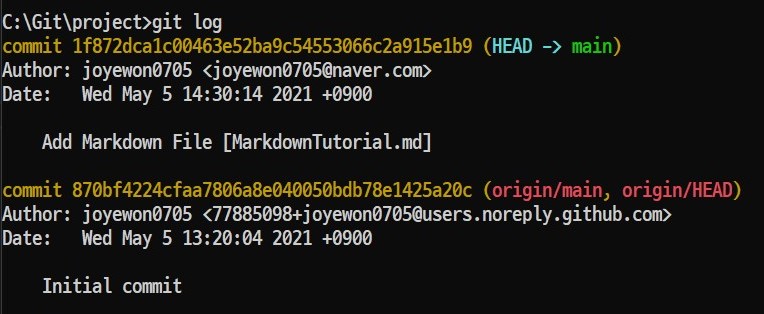 C:\Git\project>git log
commit 1f872dca1c00463e52ba9c54553066c2a915e1b9 (HEAD -> main)
Author: joyewon0705 <joyewon0705@naver.com>
Date:   Wed May 5 14:30:14 2021 +0900
    Add Markdown File [MarkdownTutorial.md]
commit 870bf4224cfaa7806a8e040050bdb78e1425a20c (origin/main, origin/HEAD)
Author: joyewon0705 <77885098+joyewon0705@users.noreply.github.com>
Date:   Wed May 5 13:20:04 2021 +0900
    Initial commit